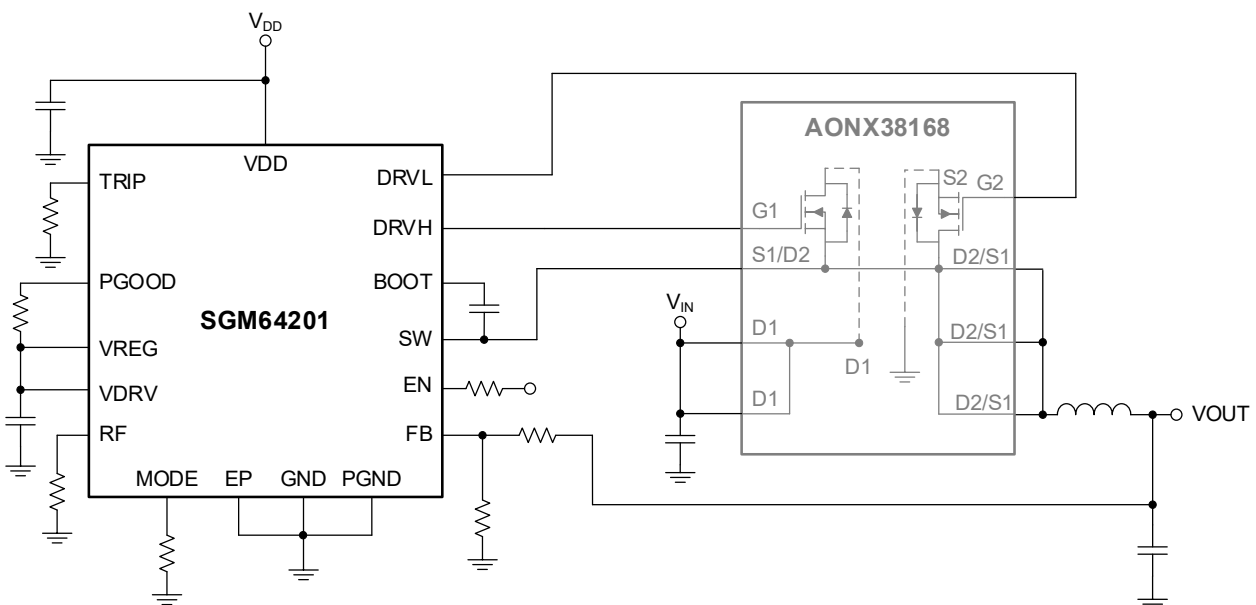 VDD
AONX38168
VDD
TRIP
DRVL
S2
G2
G1
DRVH
S1/D2
D2/S1
PGOOD
BOOT
SGM64201
VIN
SW
VREG
D1
D2/S1
D1
VDRV
EN
D1
D2/S1
VOUT
RF
FB
MODE
EP
GND
PGND